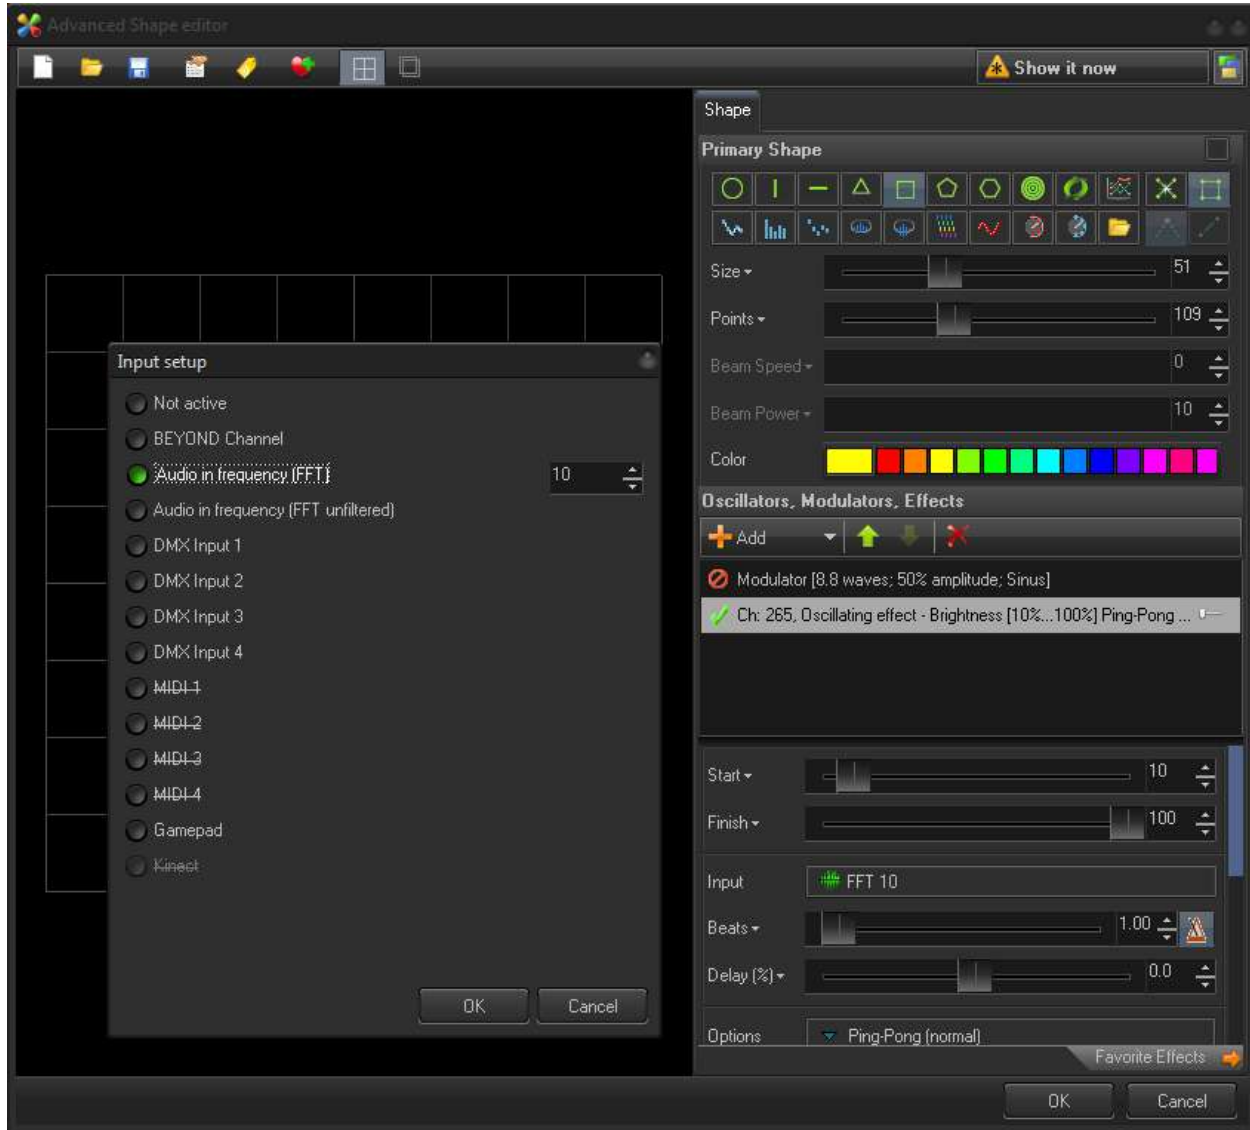 Advanced Shape editor
Show it now
Shape
Primary Shape
Size
51
Points
109
Beam Speed
0
Beam Power
10
Color
Oscillators, Modulators, Effects
Add
Modulator [8.8 waves; 50% amplitude; Sinus]
Ch: 265, Oscillating effect - Brightness [10%...100%] Ping-Pong ...
Start
10
Finish
100
Input
FFT 10
Beats
1.00
Delay (%)
0.0
Options
Ping-Pong (normal)
Favorite Effects
OK
Cancel
Input setup
Not active
BEYOND Channel
Audio in frequency (FFT)
10
Audio in frequency (FFT unfiltered)
DMX Input 1
DMX Input 2
DMX Input 3
DMX Input 4
MIDI 1
MIDI 2
MIDI 3
MIDI 4
Gamepad
Kinect
OK
Cancel